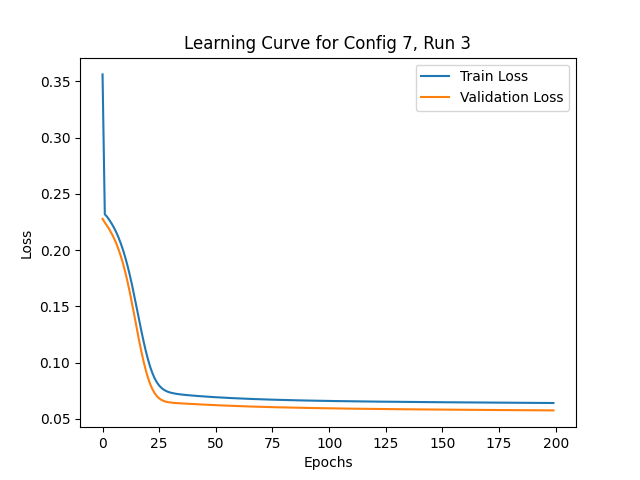 Learning Curve for Config 7, Run 3
Train Loss
Validation Loss
0.35
0.30
0.25
0.20
0.15
0.10
0.05
Loss
0 25 50 75 100 125 150 175 200
Epochs